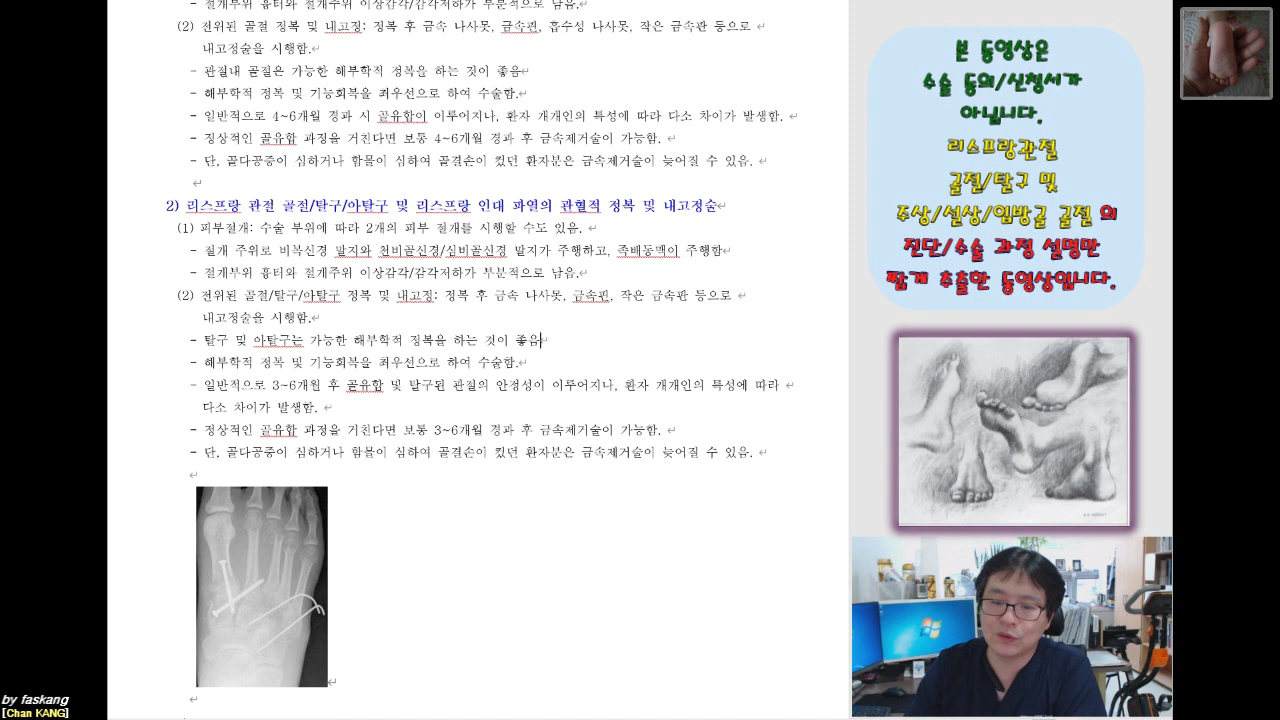 - 절개부위 흉터와 절개주위 이상감각/감각저하가 부분적으로 남음.
(2) 전위된 골절 정복 및 내고정: 정복 후 금속 나사못, 금속핀, 흡수성 나사못, 작은 금속판 등으로
내고정술을 시행함.
- 관절내 골절은 가능한 해부학적 정복을 하는 것이 좋음
- 해부학적 정복 및 기능회복을 최우선으로 하여 수술함.
- 일반적으로 4~6개월 경과 시 골유합이 이루어지나, 환자 개개인의 특성에 따라 다소 차이가 발생함.
- 정상적인 골유합 과정을 거친다면 보통 4~6개월 경과 후 금속제거술이 가능함.
- 단, 골다공증이 심하거나 함몰이 심하여 골결손이 컸던 환자분은 금속제거술이 늦어질 수 있음.
2) 리스프랑 관절 골절/탈구/아탈구 및 리스프랑 인대 파열의 관혈적 정복 및 내고정술
(1) 피부절개: 수술 부위에 따라 2개의 피부 절개를 시행할 수도 있음.
- 절개 주위로 비복신경 말지와 천비골신경/심비골신경 말지가 주행하고, 족배동맥이 주행함
- 절개부위 흉터와 절개주위 이상감각/감각저하가 부분적으로 남음.
(2) 전위된 골절/탈구/아탈구 정복 및 내고정: 정복 후 금속 나사못, 금속핀, 작은 금속판 등으로
내고정술을 시행함.
- 탈구 및 아탈구는 가능한 해부학적 정복을 하는 것이 좋음
- 해부학적 정복 및 기능회복을 최우선으로 하여 수술함.
- 일반적으로 3~6개월 후 골유합 및 탈구된 관절의 안정성이 이루어지나, 환자 개개인의 특성에 따라
다소 차이가 발생함.
- 정상적인 골유합 과정을 거친다면 보통 3~6개월 경과 후 금속제거술이 가능함.
- 단, 골다공증이 심하거나 함몰이 심하여 골결손이 컸던 환자분은 금속제거술이 늦어질 수 있음.
본 동영상은
수술 동의/신청서가
아닙니다.
리스프랑관절
골절/탈구 및
주상/설상/입방골 골절 의
진단/수술 과정 설명만
짧게 추출한 동영상입니다.
by faskang
[Chan KANG]